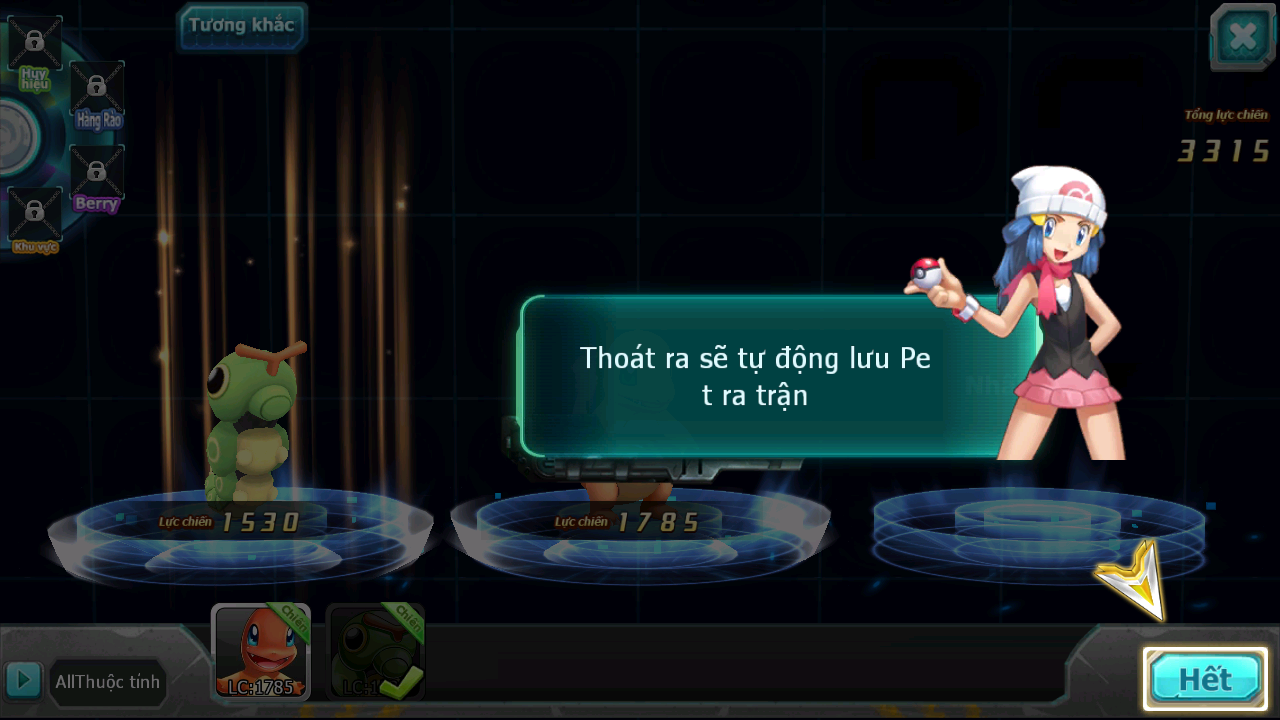 Tương khắc
Huy
hiệu
Hàng Rào
Tổng lực chiến
3315
Berry
Khu vực
Thoát ra sẽ tự động lưu Pe
t ra trận
Lực chiến 1530
Lực chiến 1785
Chiến
Chiến
AllThuộc tính
LC:1785
Hết